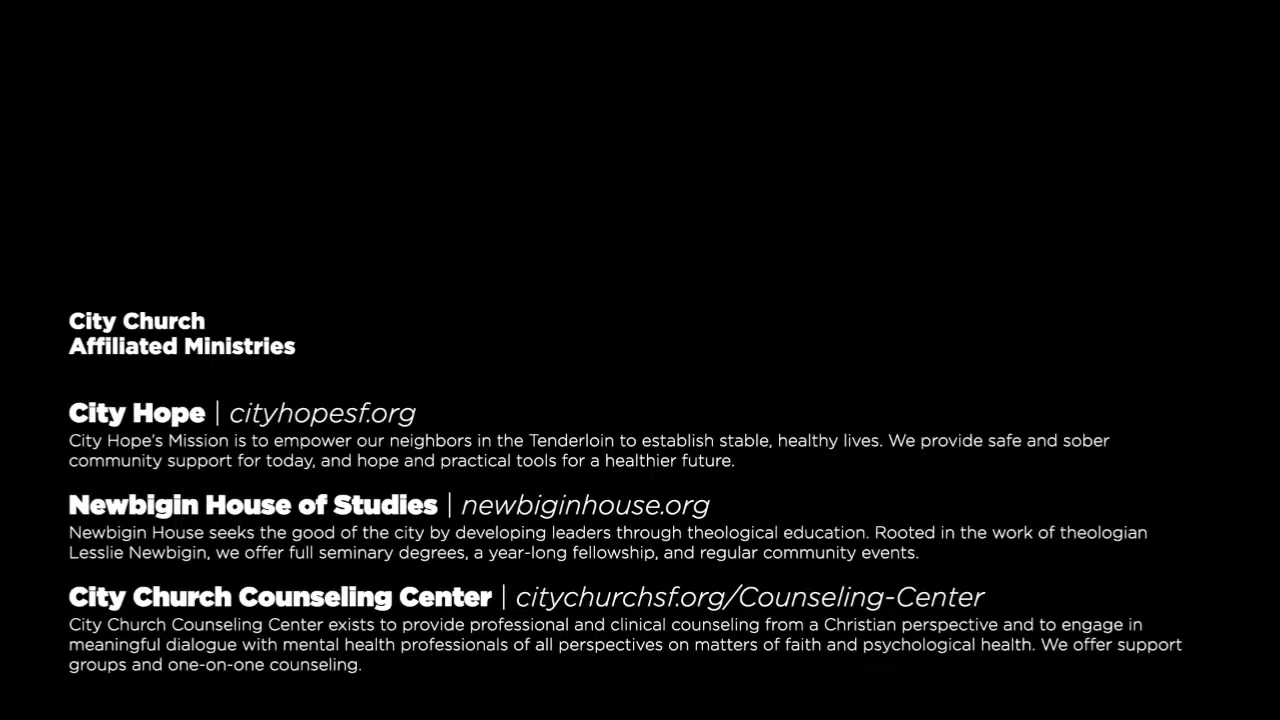 City Church
Affiliated Ministries
City Hope | cityhopesf.org
City Hope's Mission is to empower our neighbors in the Tenderloin to establish stable, healthy lives. We provide safe and sober
community support for today, and hope and practical tools for a healthier future.
Newbigin House of Studies | newbiginhouse.org
Newbigin House seeks the good of the city by developing leaders through theological education. Rooted in the work of theologian
Lesslie Newbigin, we offer full seminary degrees, a year-long fellowship, and regular community events.
City Church Counseling Center | citychurchsf.org/Counseling-Center
City Church Counseling Center exists to provide professional and clinical counseling from a Christian perspective and to engage in
meaningful dialogue with mental health professionals of all perspectives on matters of faith and psychological health. We offer support
groups and one-on-one counseling.